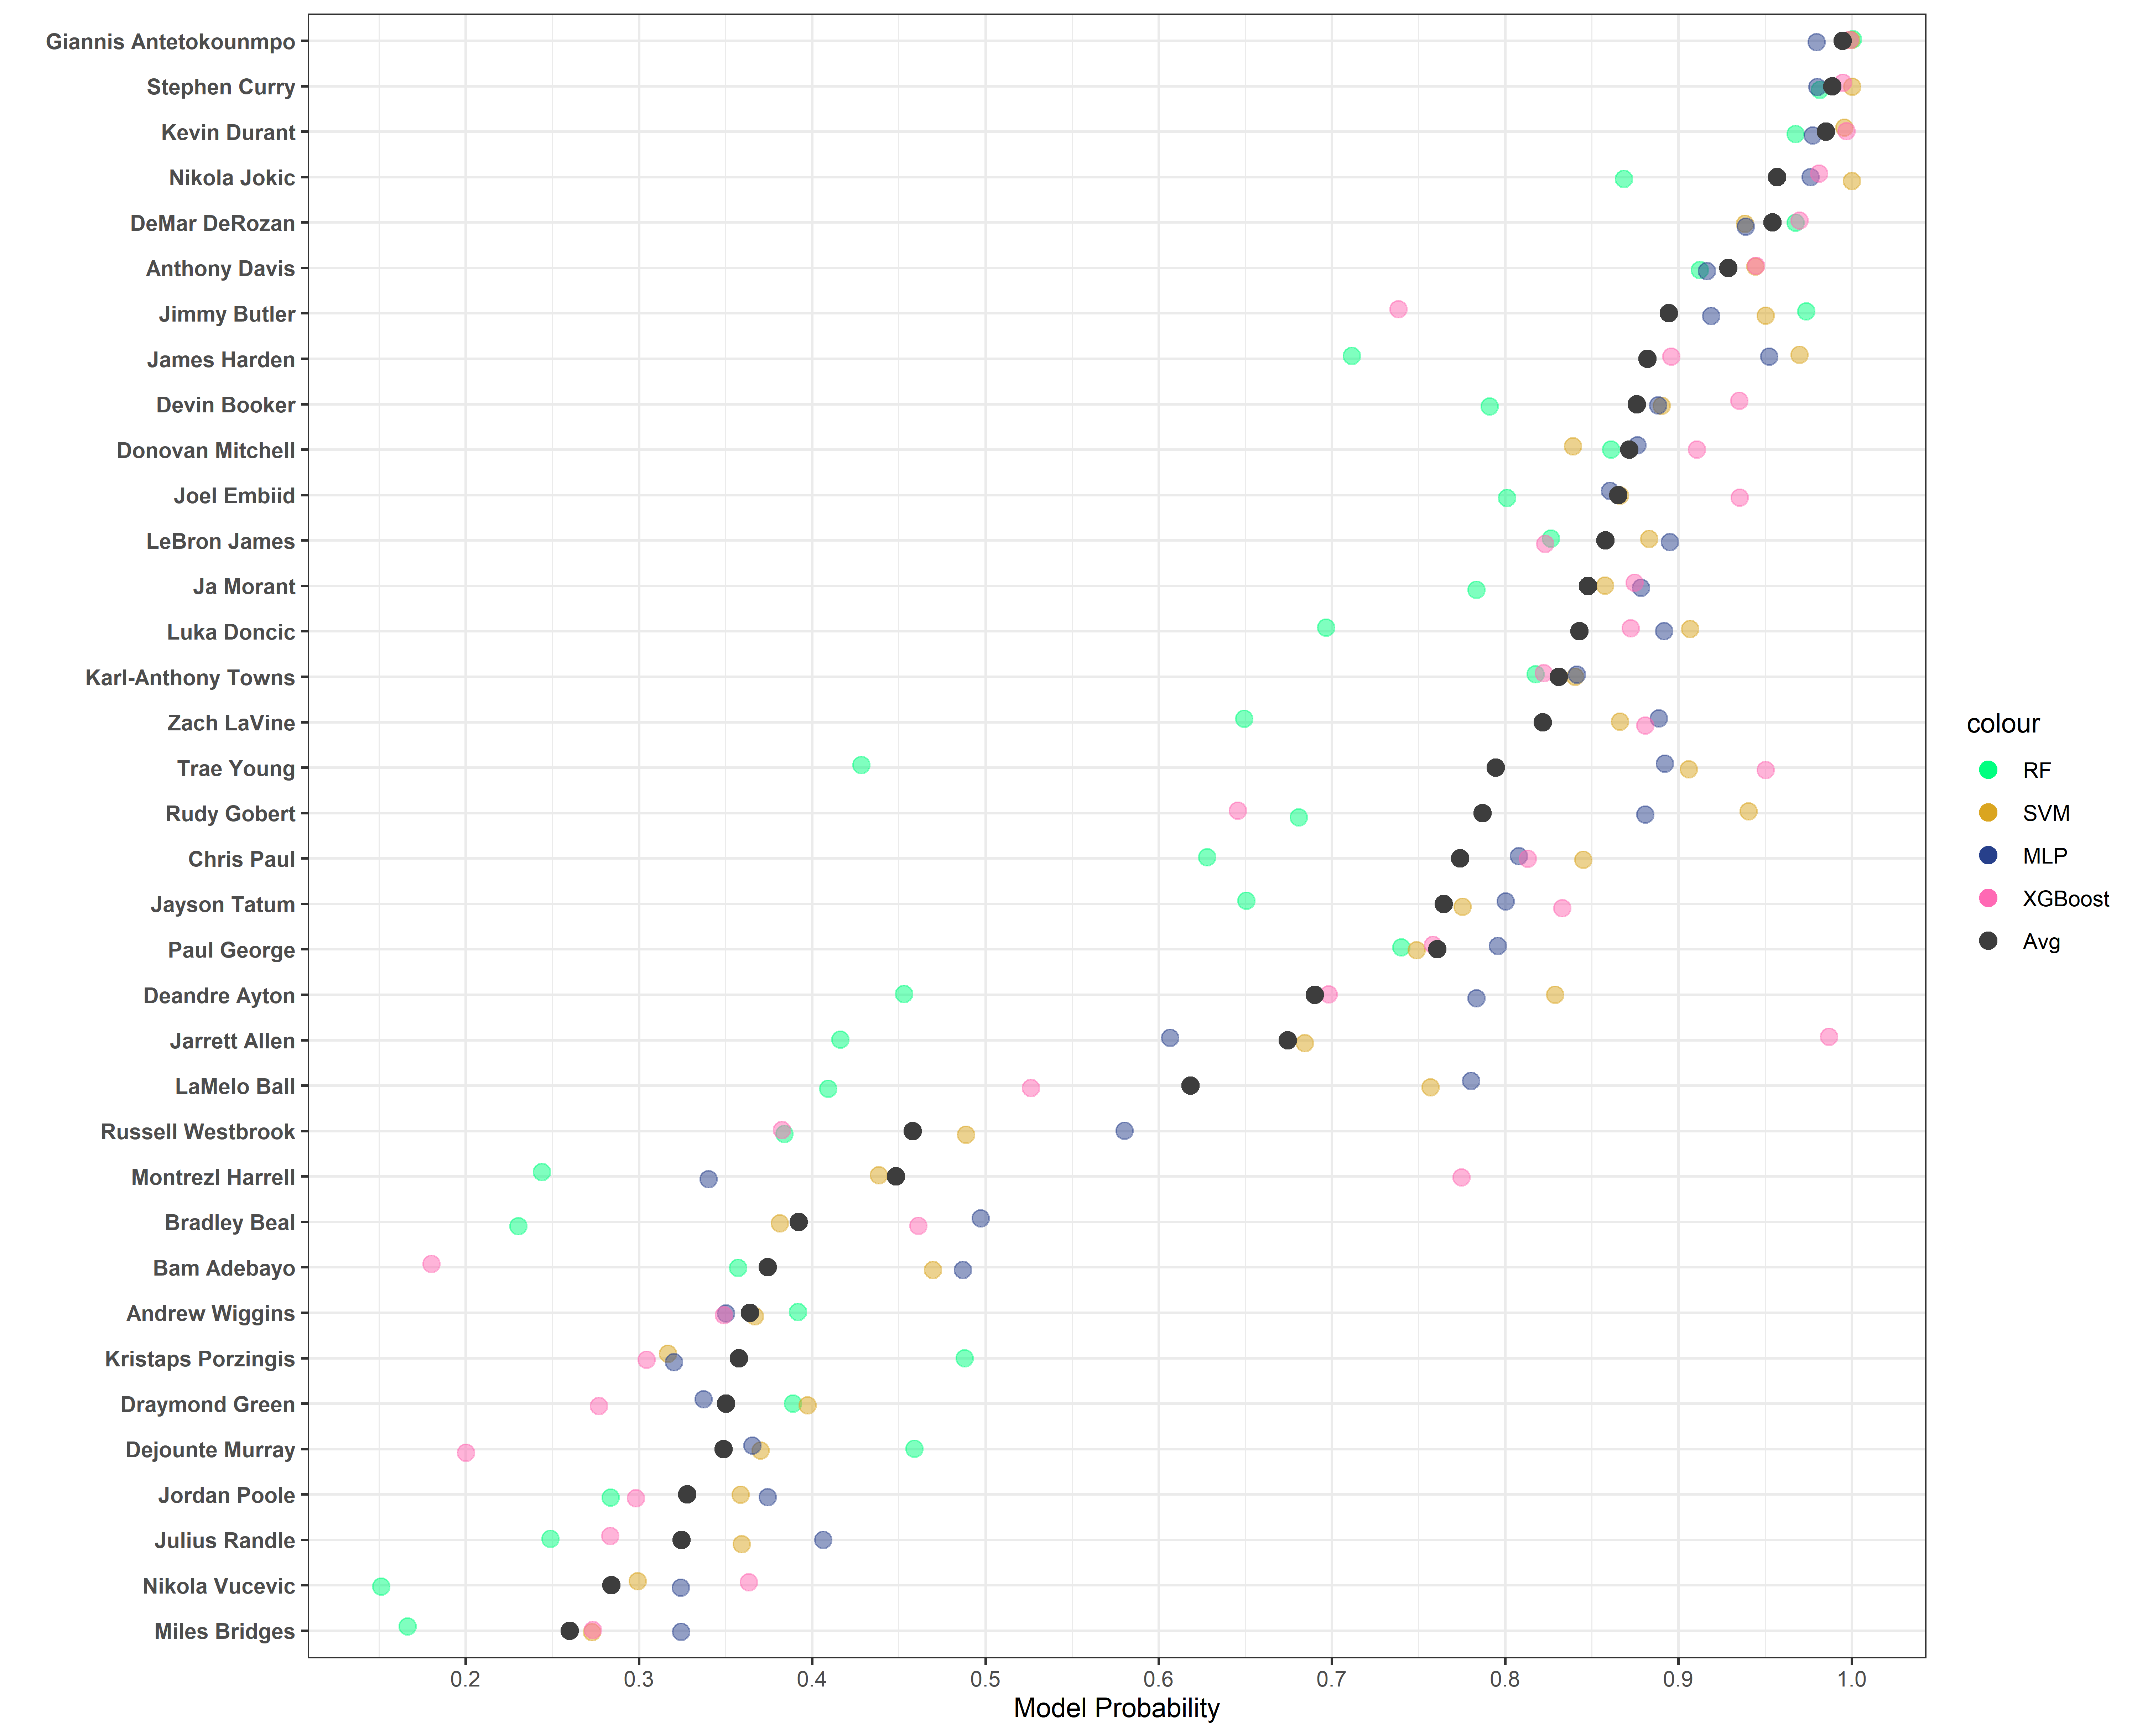 Giannis Antetokounmpo
Stephen Curry
Kevin Durant
Nikola Jokic
DeMar DeRozan
Anthony Davis
Jimmy Butler
James Harden
Devin Booker
Donovan Mitchell
Joel Embiid
LeBron James
Ja Morant
Luka Doncic
Karl-Anthony Towns
Zach LaVine
Trae Young
Rudy Gobert
Chris Paul
Jayson Tatum
Paul George
Deandre Ayton
Jarrett Allen
LaMelo Ball
Russell Westbrook
Montrezl Harrell
Bradley Beal
Bam Adebayo
Andrew Wiggins
Kristaps Porzingis
Draymond Green
Dejounte Murray
Jordan Poole
Julius Randle
Nikola Vucevic
Miles Bridges
0.2 0.3 0.4 0.5 0.6 0.7 0.8 0.9 1.0
Model Probability
colour
RF
SVM
MLP
XGBoost
Avg